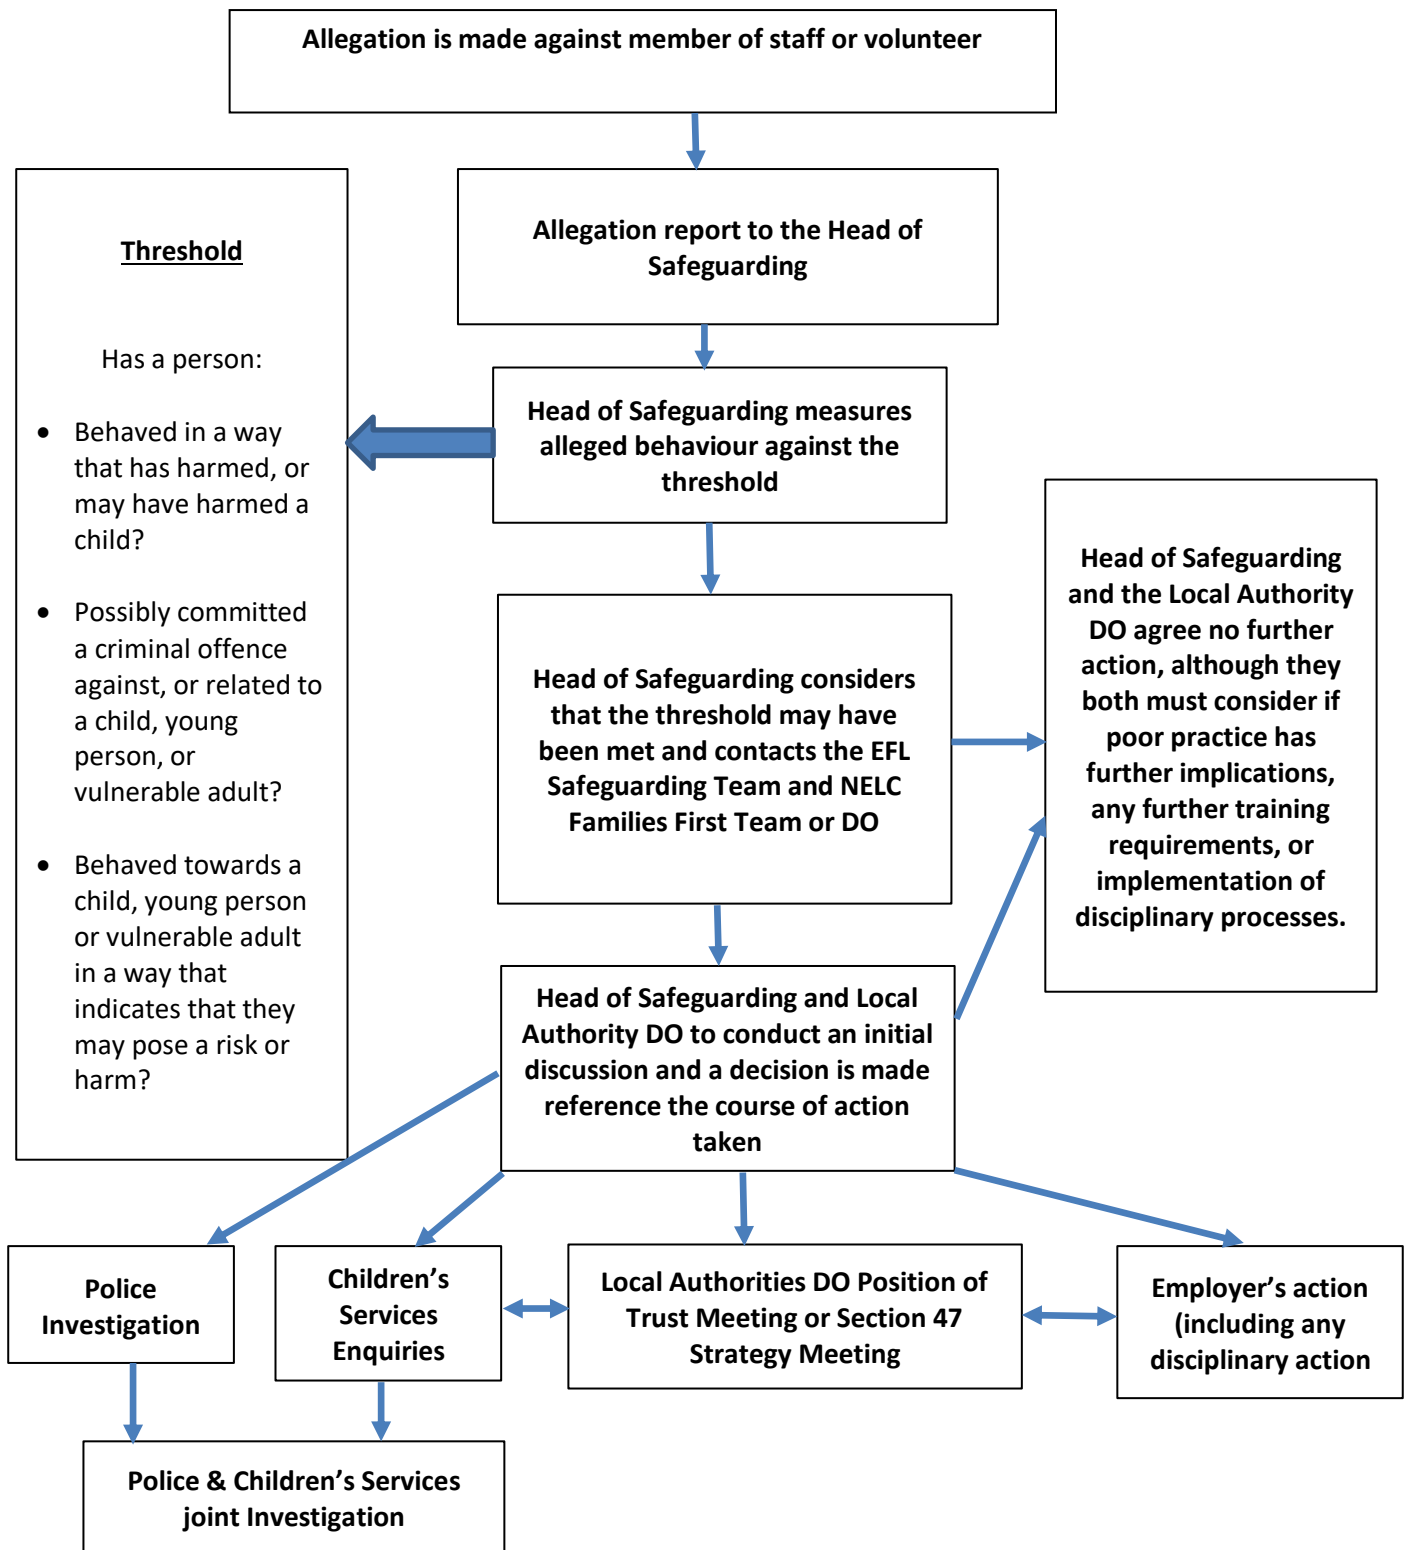 Allegation is made against member of staff or volunteer
Allegation report to the Head of
Safeguarding
Threshold
Has a person:
• Behaved in a way
that has harmed, or
may have harmed a
child?
• Possibly committed
a criminal offence
against, or related to
a child, young
person, or
vulnerable adult?
• Behaved towards a
child, young person
or vulnerable adult
in a way that
indicates that they
may pose a risk or
harm?
Head of Safeguarding measures
alleged behaviour against the
threshold
Head of Safeguarding considers
that the threshold may have
been met and contacts the EFL
Safeguarding Team and NELC
Families First Team or DO
Head of Safeguarding
and the Local Authority
DO agree no further
action, although they
both must consider if
poor practice has
further implications,
any further training
requirements, or
implementation of
disciplinary processes.
Head of Safeguarding and Local
Authority DO to conduct an initial
discussion and a decision is made
reference the course of action
taken
Police
Investigation
Children’s
Services
Enquiries
Local Authorities DO Position of
Trust Meeting or Section 47
Strategy Meeting
Employer’s action
(including any
disciplinary action
Police & Children’s Services
joint Investigation